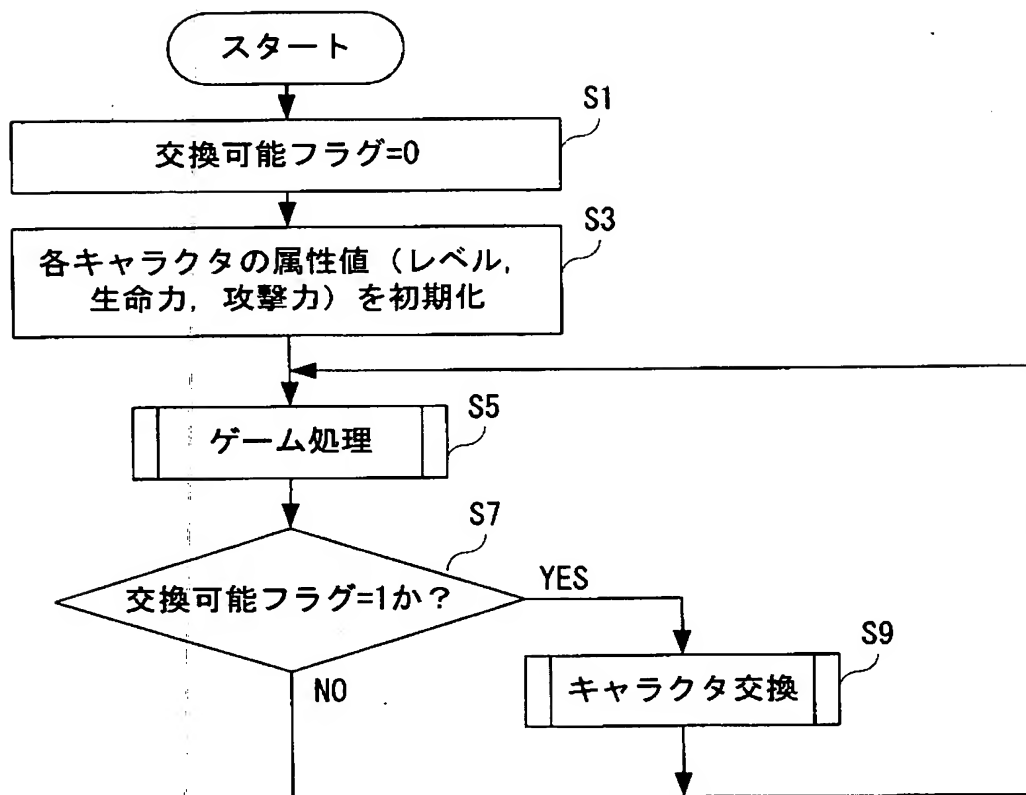 スタート
S1
交換可能フラグ=0
S3
各キャラクタの属性値（レベル,
生命力, 攻撃力）を初期化
S5
ゲーム処理
S7
交換可能フラグ=1か？
YES
S9
キャラクタ交換
NO